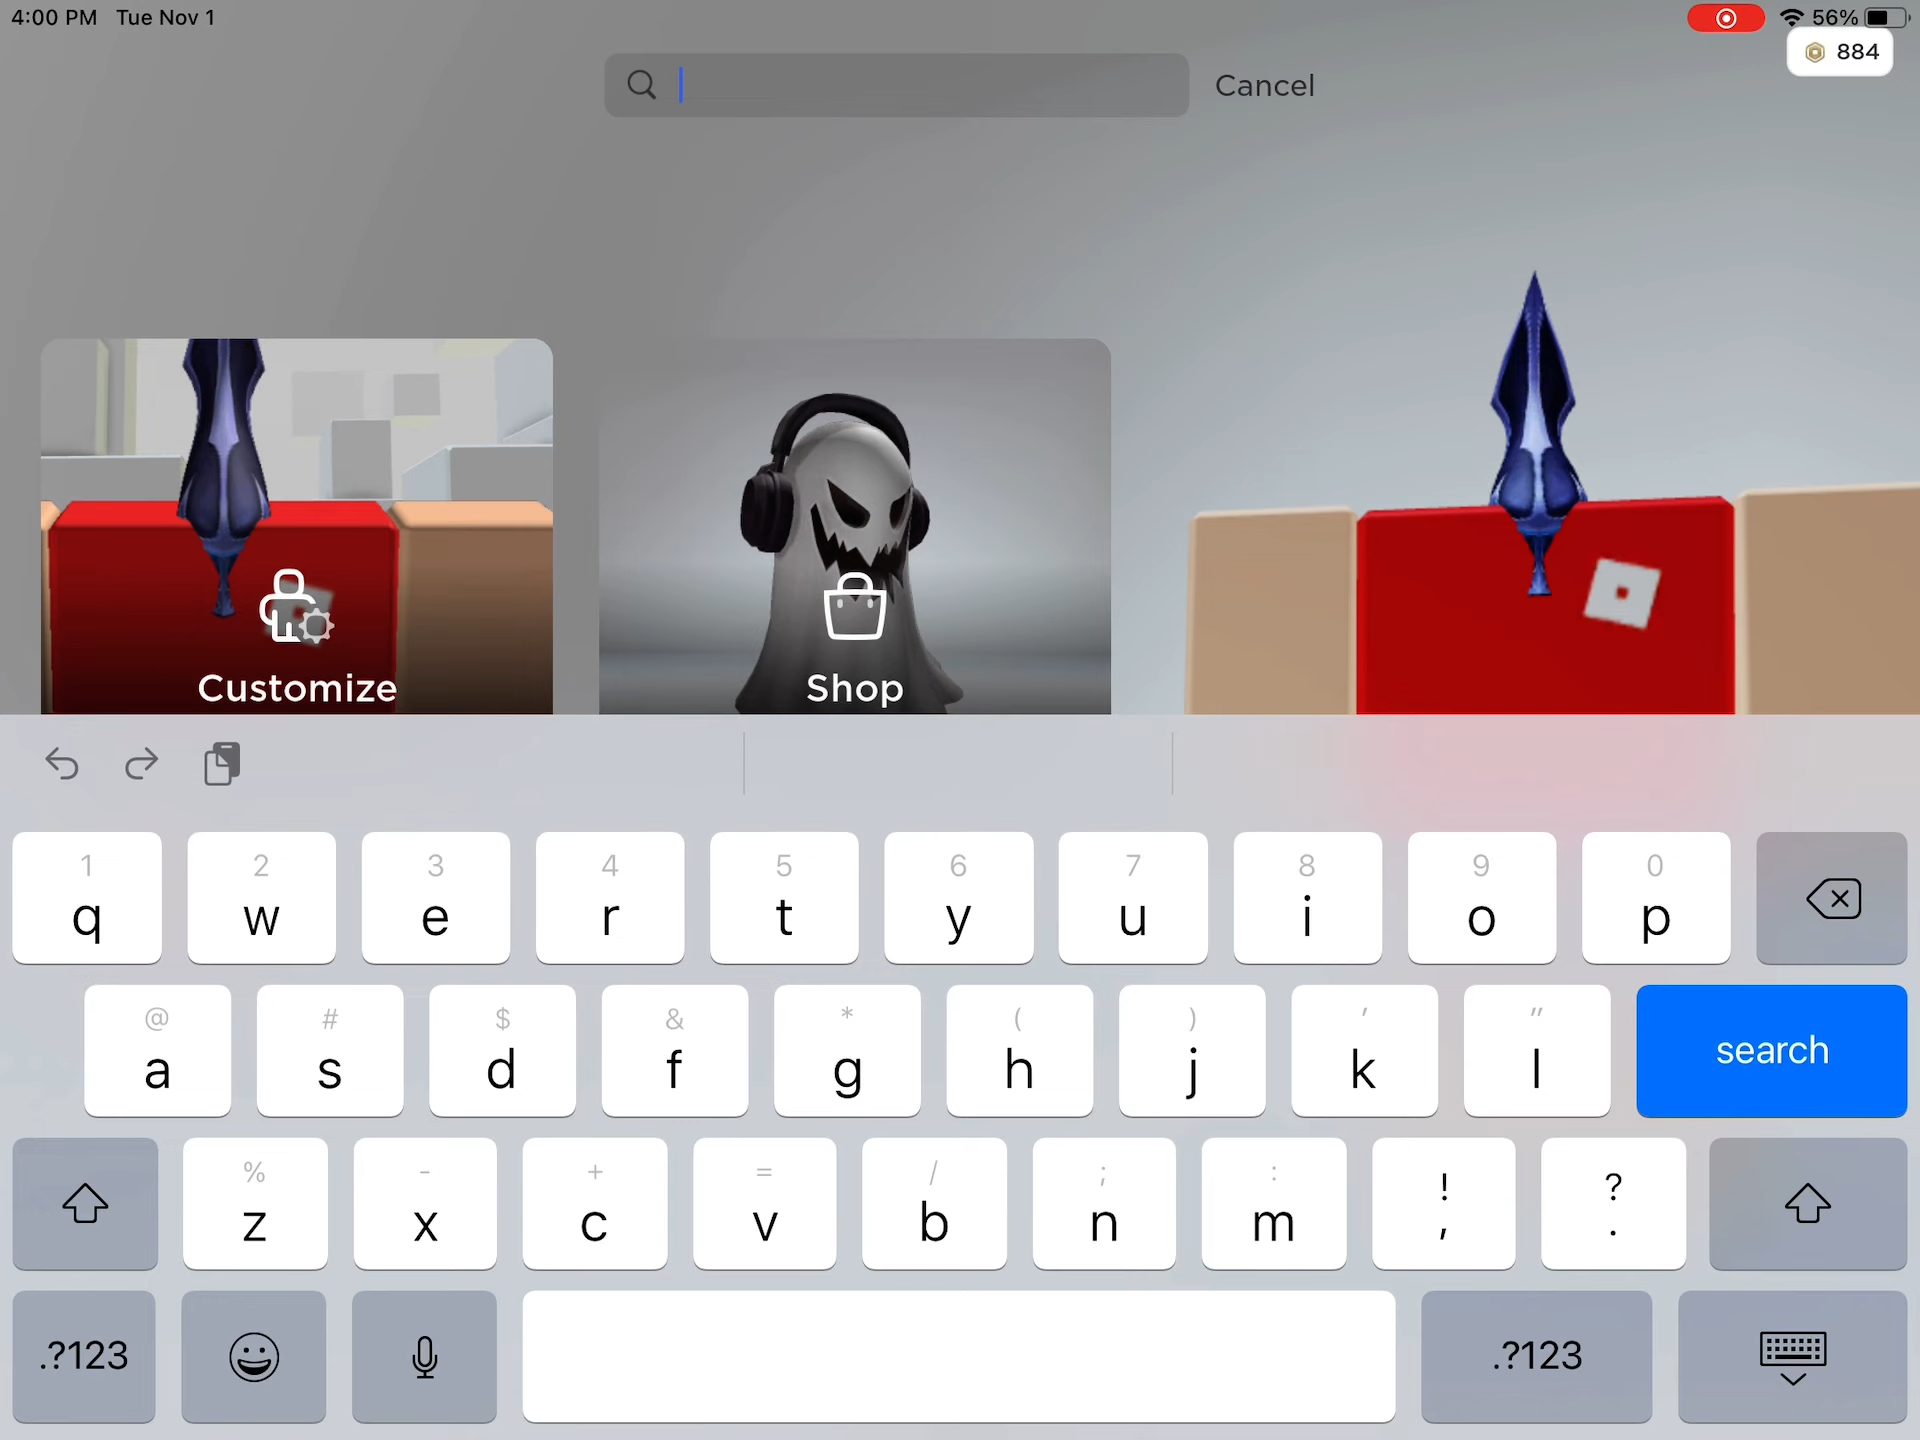 4:00 PM Tue Nov 1
56%
884
Cancel
Customize
Shop
1 2 3 4 5 6 7 8 9 0
q w e r t y u i o p
@ # $ & * ( ) ' "
a s d f g h j k l search
% - + = / ; : ! ?
z x c v b n m , .
.?123 .?123